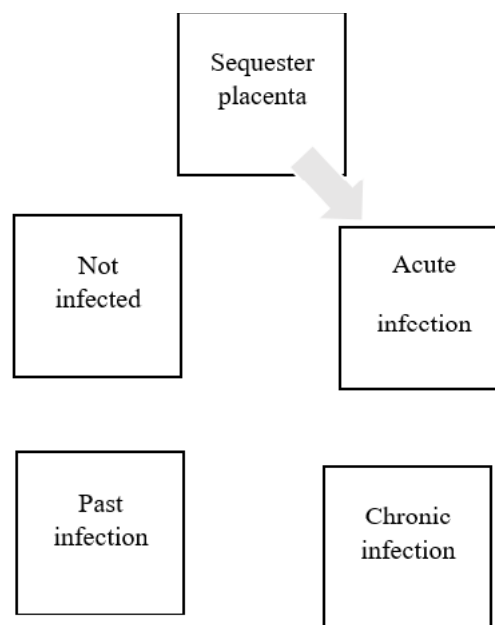 Sequester
placenta
Not
infected
Acute
infection
Past
infection
Chronic
infection